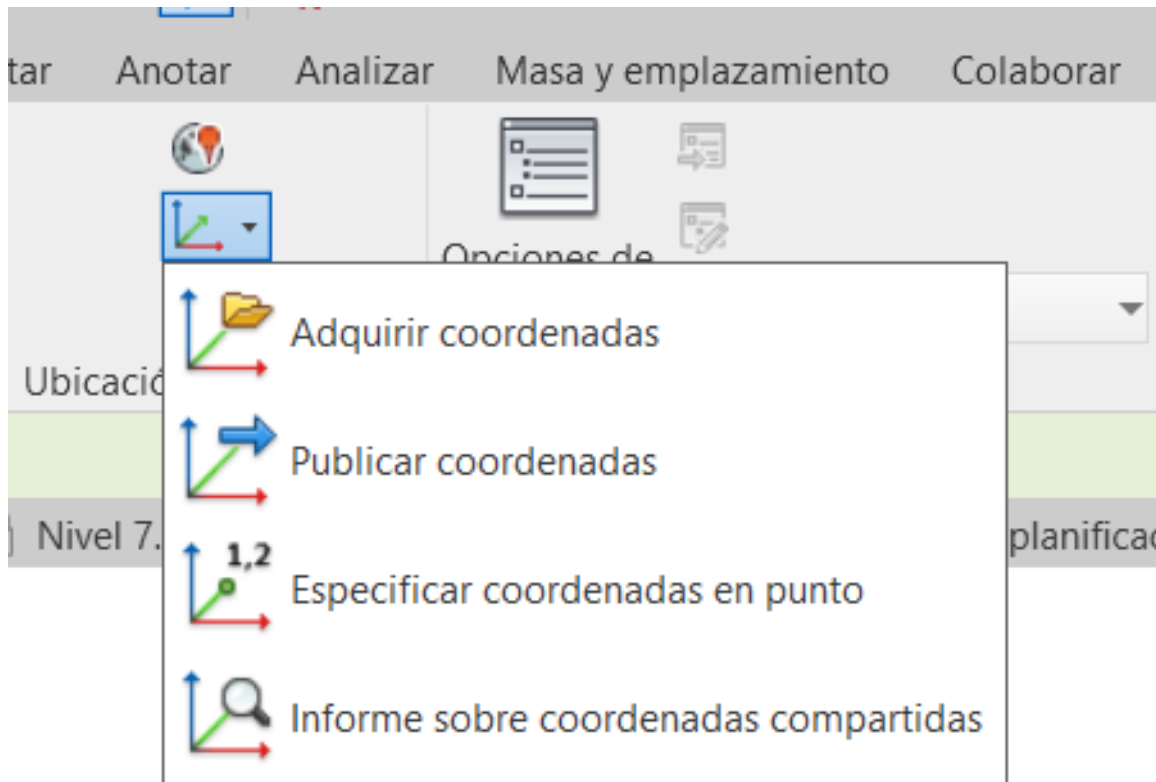 tar Anotar Analizar Masa y emplazamiento Colaborar
Opciones de
Adquirir coordenadas
Ubicació
Publicar coordenadas
Nivel 7. planificac
1,2
Especificar coordenadas en punto
Informe sobre coordenadas compartidas